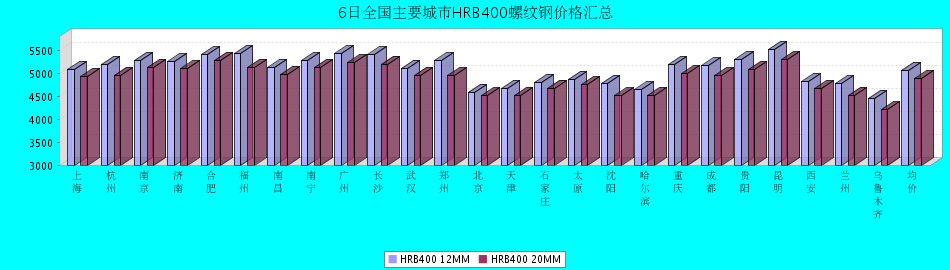 6日全国主要城市HRB400螺纹钢价格汇总
5500
5000
4500
4000
3500
3000
上海
杭州
南京
济南
合肥
福州
南昌
南宁
广州
长沙
武汉
郑州
北京
天津
石家庄
太原
沈阳
哈尔滨
重庆
成都
贵阳
昆明
西安
兰州
乌鲁木齐
均价
HRB400 12MM HRB400 20MM